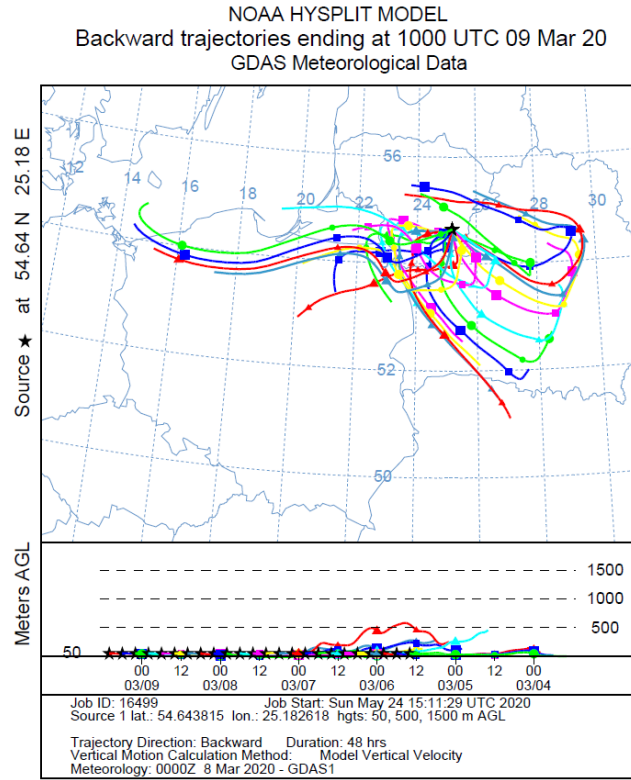 NOAA HYSPLIT MODEL
Backward trajectories ending at 1000 UTC 09 Mar 20
GDAS Meteorological Data
Source ★ at 54.64 N 25.18 E
56
12 14 16 18 20 22 24 26 28 30
52
50
Meters AGL
1500
1000
500
50
00 12 00 12 00 12 00 12 00 12 00
03/09 03/08 03/07 03/06 03/05 03/04
Job ID: 16499 Job Start: Sun May 24 15:11:29 UTC 2020
Source 1 lat.: 54.643815 lon.: 25.182618 hgts: 50, 500, 1500 m AGL
Trajectory Direction: Backward Duration: 48 hrs
Vertical Motion Calculation Method: Model Vertical Velocity
Meteorology: 0000Z 8 Mar 2020 - GDAS1